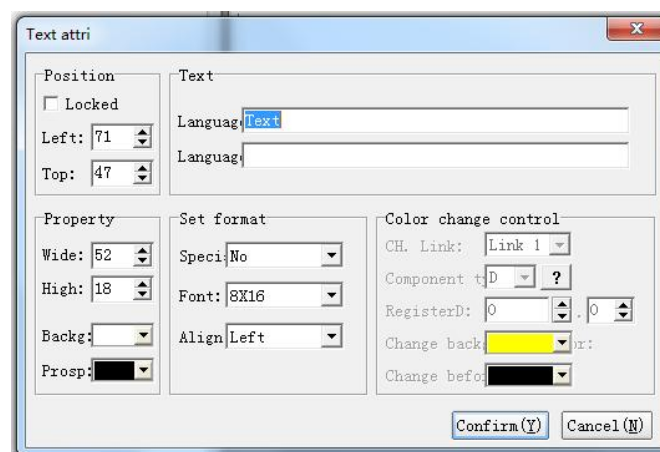 Text attri
Position
Locked
Left: 71
Top: 47
Text
Languag Text
Languag
Property
Wide: 52
High: 18
Backg:
Prosp:
Set format
Speci: No
Font: 8X16
Align Left
Color change control
CH. Link: Link 1
Component t D ?
RegisterD: 0 . 0
Change back or:
Change befo
Confirm(Y) Cancel(N)